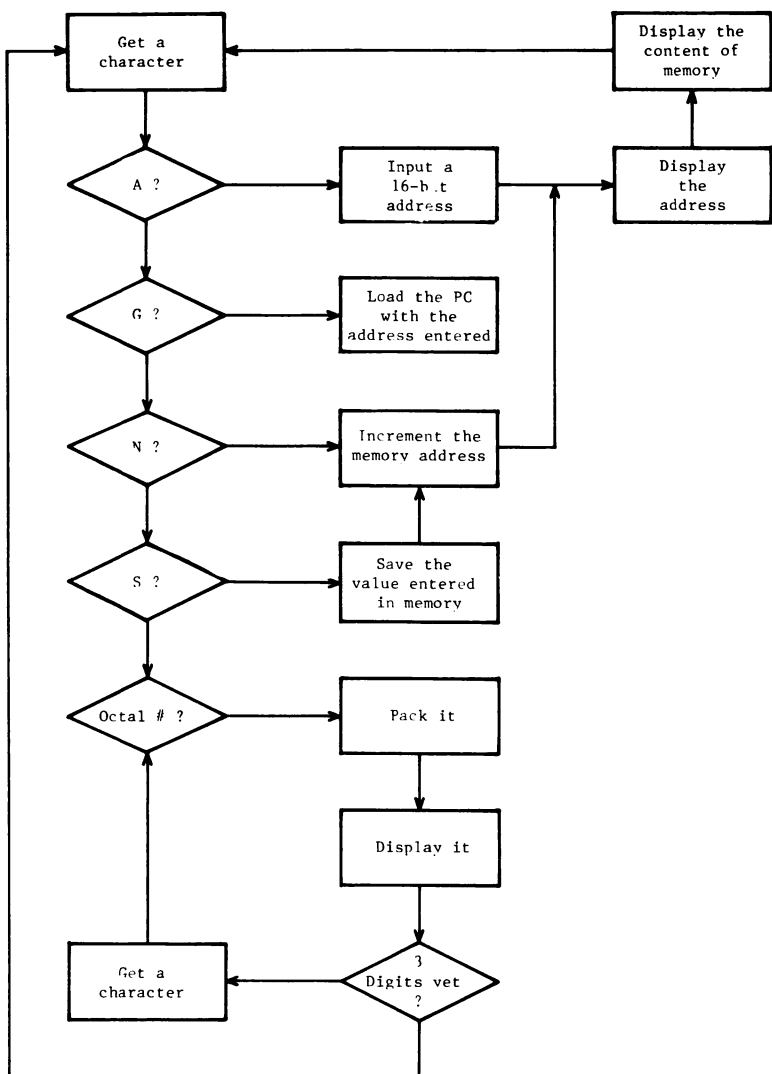 Get a
character
Display the
content of
memory
A ?
Input a
16-b.t
address
Display
the
address
G ?
Load the PC
with the
address entered
N ?
Increment the
memory address
S ?
Save the
value entered
in memory
Octal # ?
Pack it
Display it
Get a
character
3
Digits yet
?